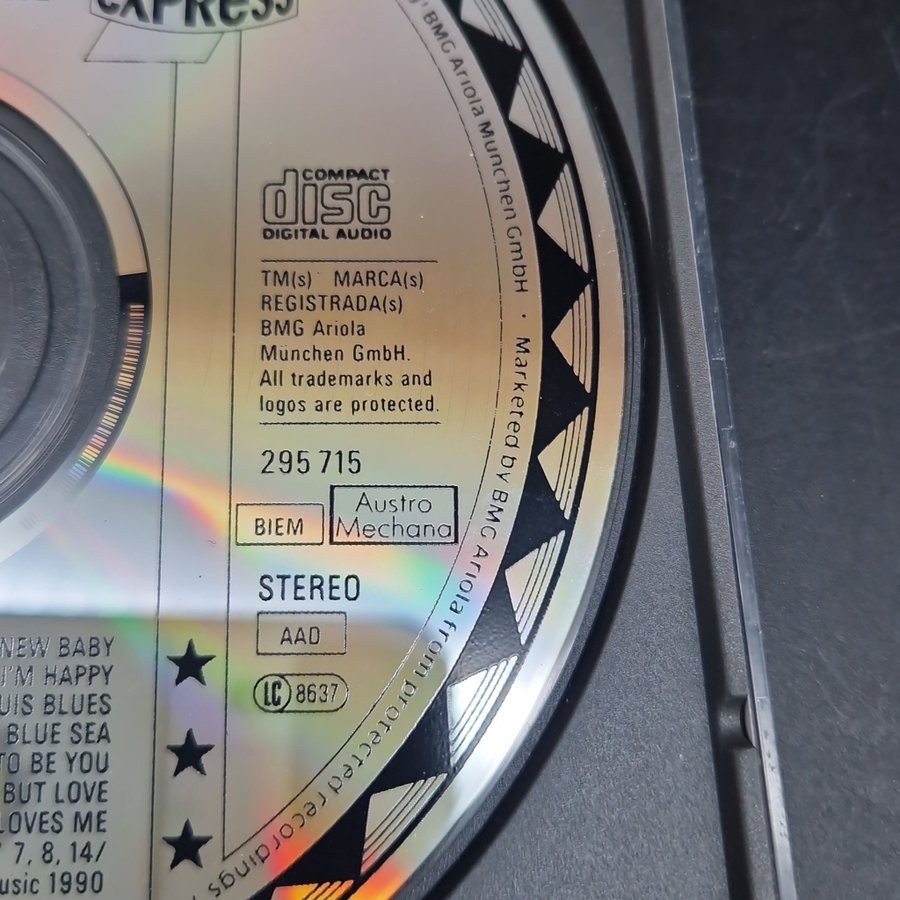 EXPRESS
COMPACT
disc
DIGITAL AUDIO
TM(s) MARCA(s)
REGISTRADA(s)
BMG Ariola
München GmbH.
All trademarks and
logos are protected.
295 715
BIEM
Austro
Mechana
STEREO
AAD
LC 8637
NEW BABY
I'M HAPPY
UIS BLUES
BLUE SEA
TO BE YOU
BUT LOVE
LOVES ME
7, 8, 14/
usic 1990
BMG Ariola München GmbH · Marketed by BMG Ariola from protected recordings